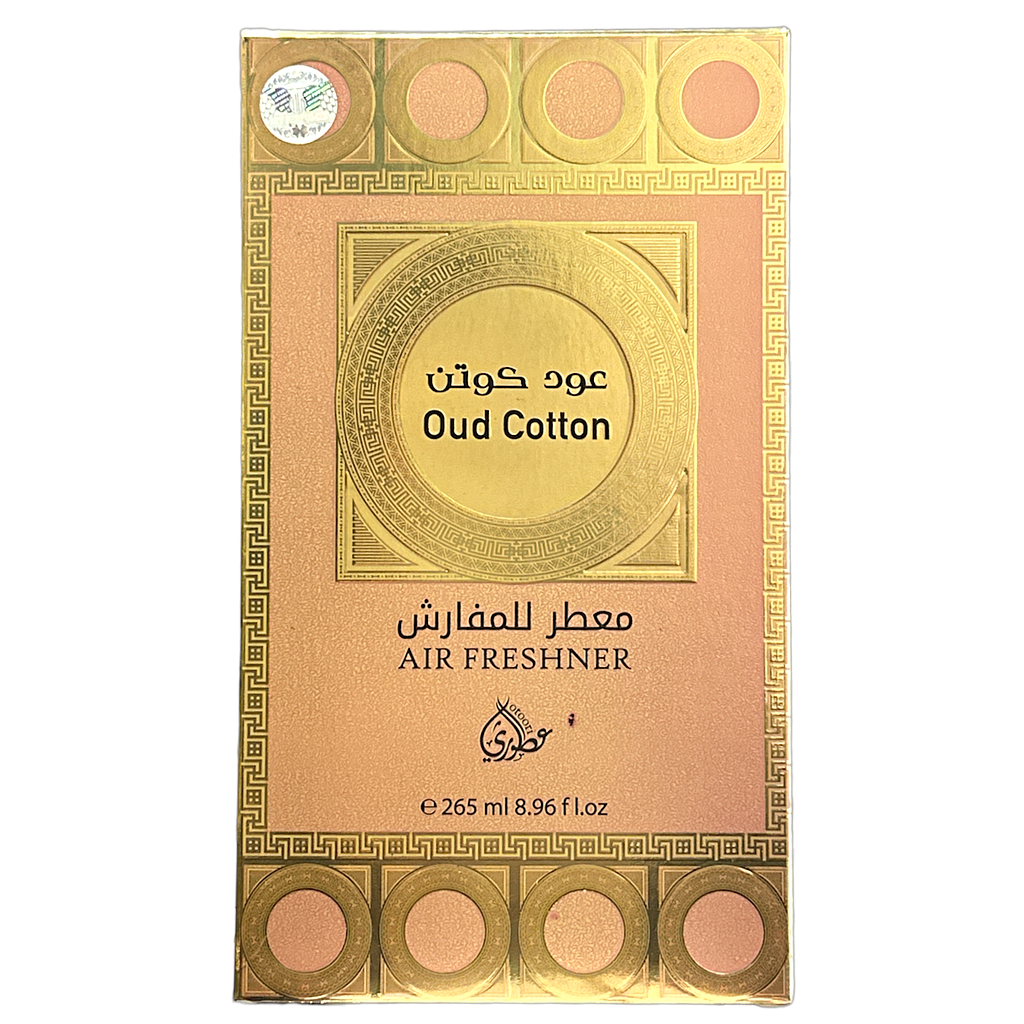 عود كوتن
Oud Cotton
معطر للمفارش
AIR FRESHNER
otoori
عطوري
℮ 265 ml 8.96 f l.oz